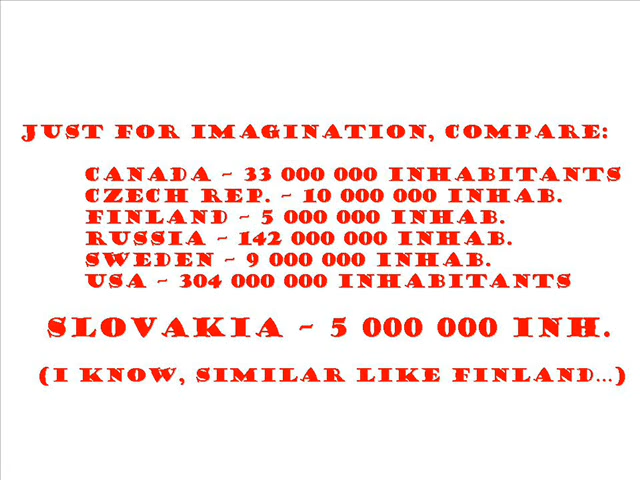 JUST FOR IMAGINATION, COMPARE:
CANADA - 33 000 000 INHABITANTS
CZECH REP. - 10 000 000 INHAB.
FINLAND - 5 000 000 INHAB.
RUSSIA - 142 000 000 INHAB.
SWEDEN - 9 000 000 INHAB.
USA - 304 000 000 INHABITANTS
SLOVAKIA - 5 000 000 INH.
(I KNOW, SIMILAR LIKE FINLAND...)